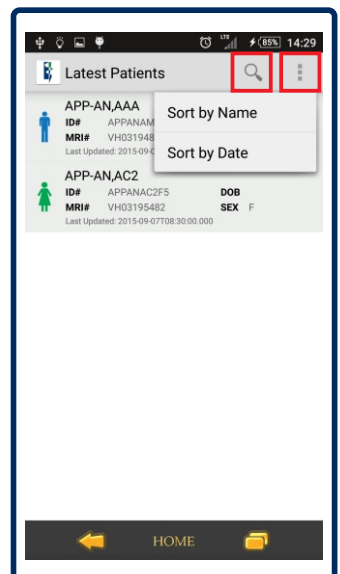 LTE 85% 14:29
Latest Patients
Sort by Name
Sort by Date
APP-AN,AAA
ID# APPANAM
MRI# VH031948
Last Updated: 2015-09-0
APP-AN,AC2
ID# APPANAC2F5 DOB
MRI# VH03195482 SEX F
Last Updated: 2015-09-07T08:30:00.000
HOME